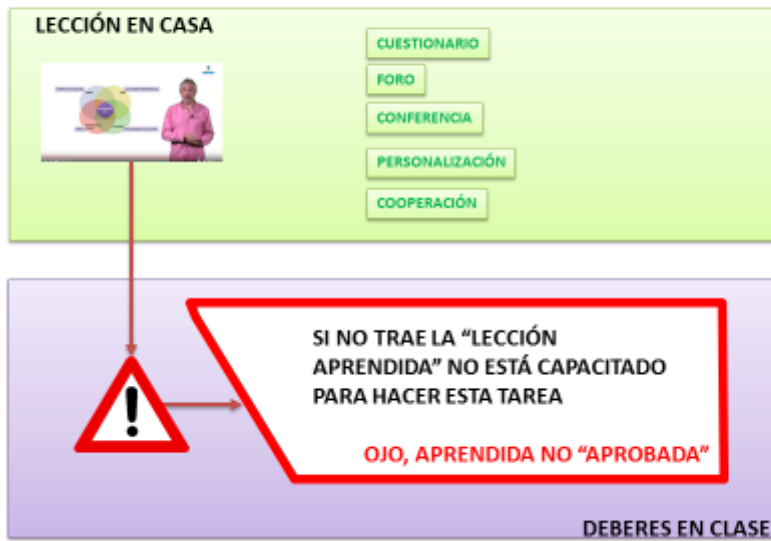 LECCIÓN EN CASA
CUESTIONARIO
FORO
CONFERENCIA
PERSONALIZACIÓN
COOPERACIÓN
SI NO TRAE LA “LECCIÓN
APRENDIDA” NO ESTÁ CAPACITADO
PARA HACER ESTA TAREA
OJO, APRENDIDA NO “APROBADA”
DEBERES EN CLASE